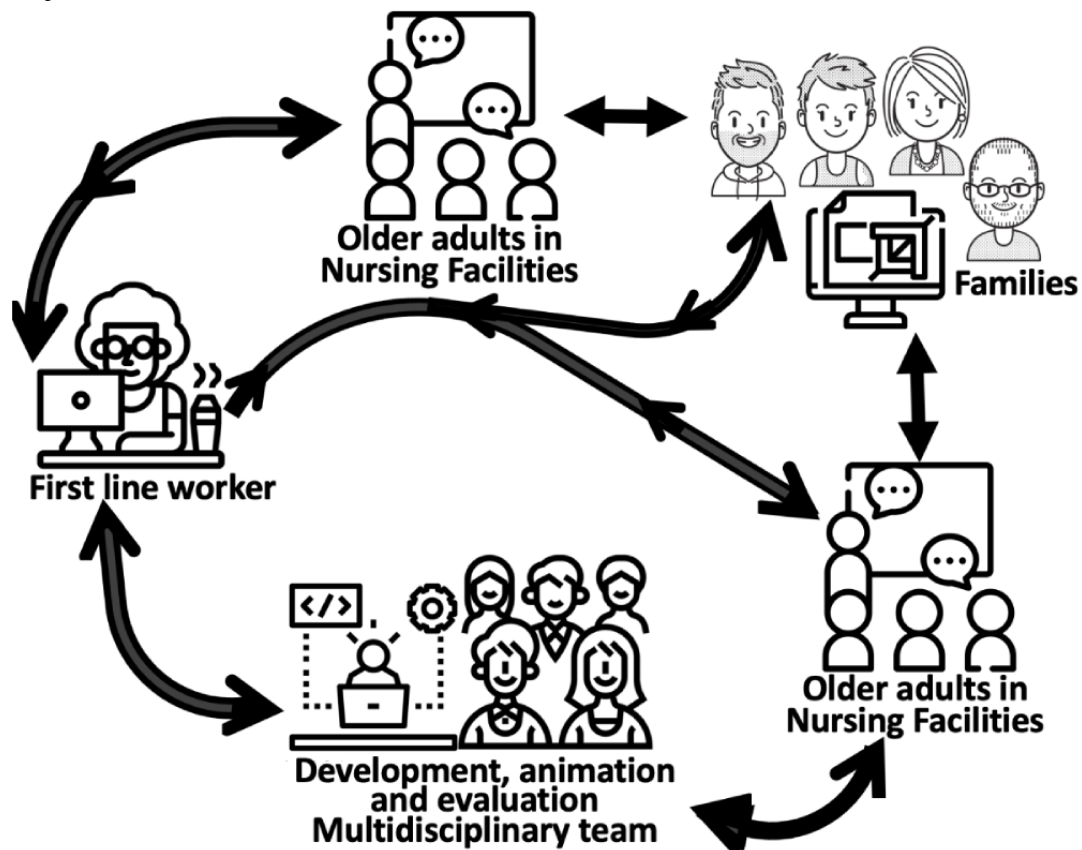 Older adults in
Nursing Facilities
Families
First line worker
</>
Older adults in
Nursing Facilities
Development, animation
and evaluation
Multidisciplinary team